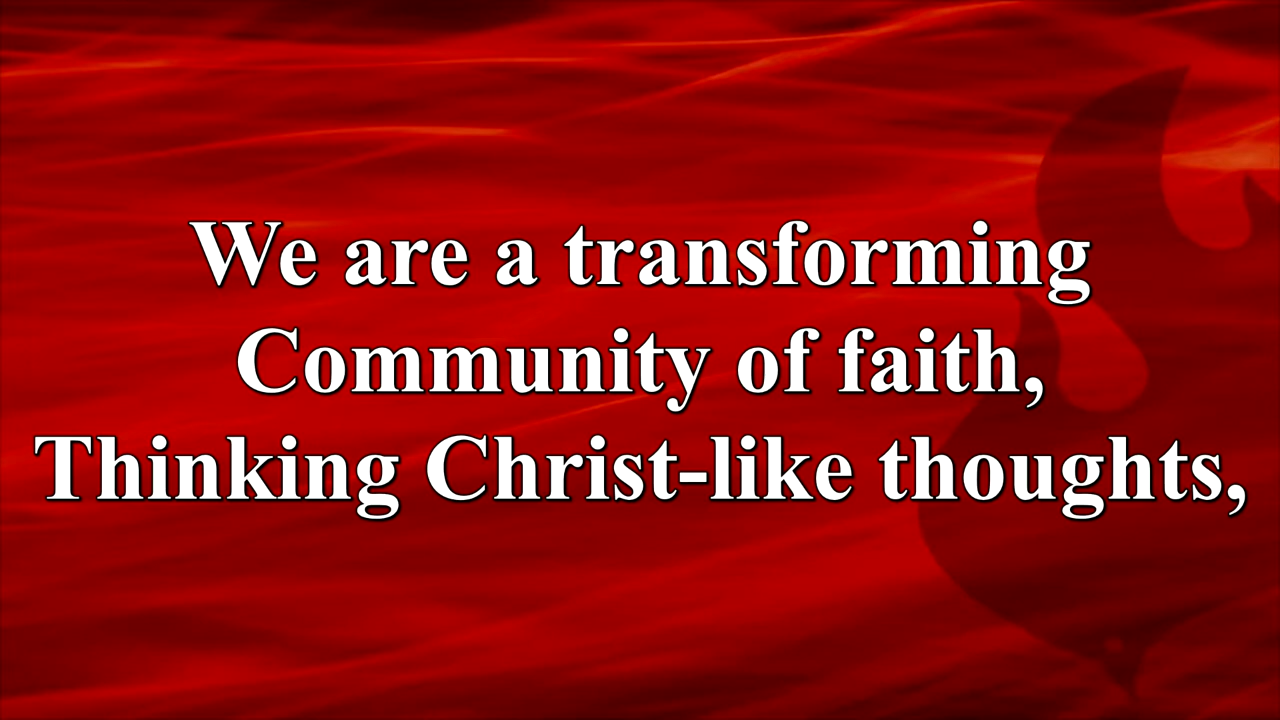 We are a transforming
Community of faith,
Thinking Christ-like thoughts,